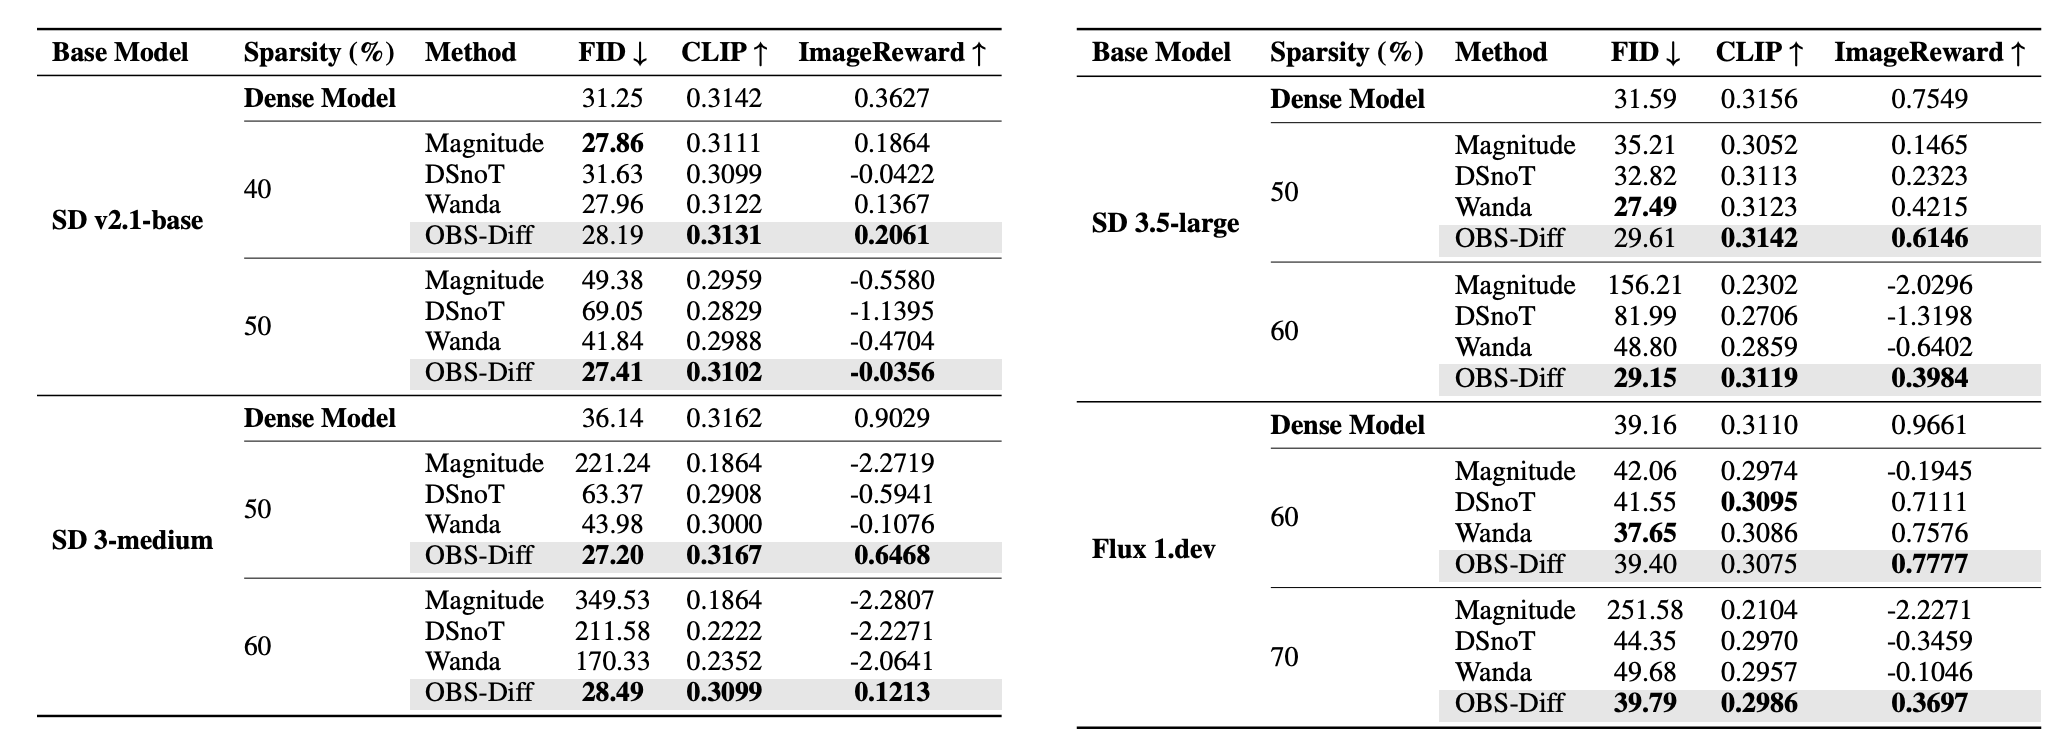 Base Model Sparsity (%) Method FID ↓ CLIP ↑ ImageReward ↑
Dense Model 31.25 0.3142 0.3627
Magnitude 27.86 0.3111 0.1864
DSnoT 31.63 0.3099 -0.0422
40
Wanda 27.96 0.3122 0.1367
SD v2.1-base
OBS-Diff 28.19 0.3131 0.2061
Magnitude 49.38 0.2959 -0.5580
DSnoT 69.05 0.2829 -1.1395
50
Wanda 41.84 0.2988 -0.4704
OBS-Diff 27.41 0.3102 -0.0356
Dense Model 36.14 0.3162 0.9029
Magnitude 221.24 0.1864 -2.2719
DSnoT 63.37 0.2908 -0.5941
50
Wanda 43.98 0.3000 -0.1076
SD 3-medium
OBS-Diff 27.20 0.3167 0.6468
Magnitude 349.53 0.1864 -2.2807
DSnoT 211.58 0.2222 -2.2271
60
Wanda 170.33 0.2352 -2.0641
OBS-Diff 28.49 0.3099 0.1213
Base Model Sparsity (%) Method FID ↓ CLIP ↑ ImageReward ↑
Dense Model 31.59 0.3156 0.7549
Magnitude 35.21 0.3052 0.1465
DSnoT 32.82 0.3113 0.2323
50
Wanda 27.49 0.3123 0.4215
SD 3.5-large
OBS-Diff 29.61 0.3142 0.6146
Magnitude 156.21 0.2302 -2.0296
DSnoT 81.99 0.2706 -1.3198
60
Wanda 48.80 0.2859 -0.6402
OBS-Diff 29.15 0.3119 0.3984
Dense Model 39.16 0.3110 0.9661
Magnitude 42.06 0.2974 -0.1945
DSnoT 41.55 0.3095 0.7111
60
Wanda 37.65 0.3086 0.7576
Flux 1.dev
OBS-Diff 39.40 0.3075 0.7777
Magnitude 251.58 0.2104 -2.2271
DSnoT 44.35 0.2970 -0.3459
70
Wanda 49.68 0.2957 -0.1046
OBS-Diff 39.79 0.2986 0.3697